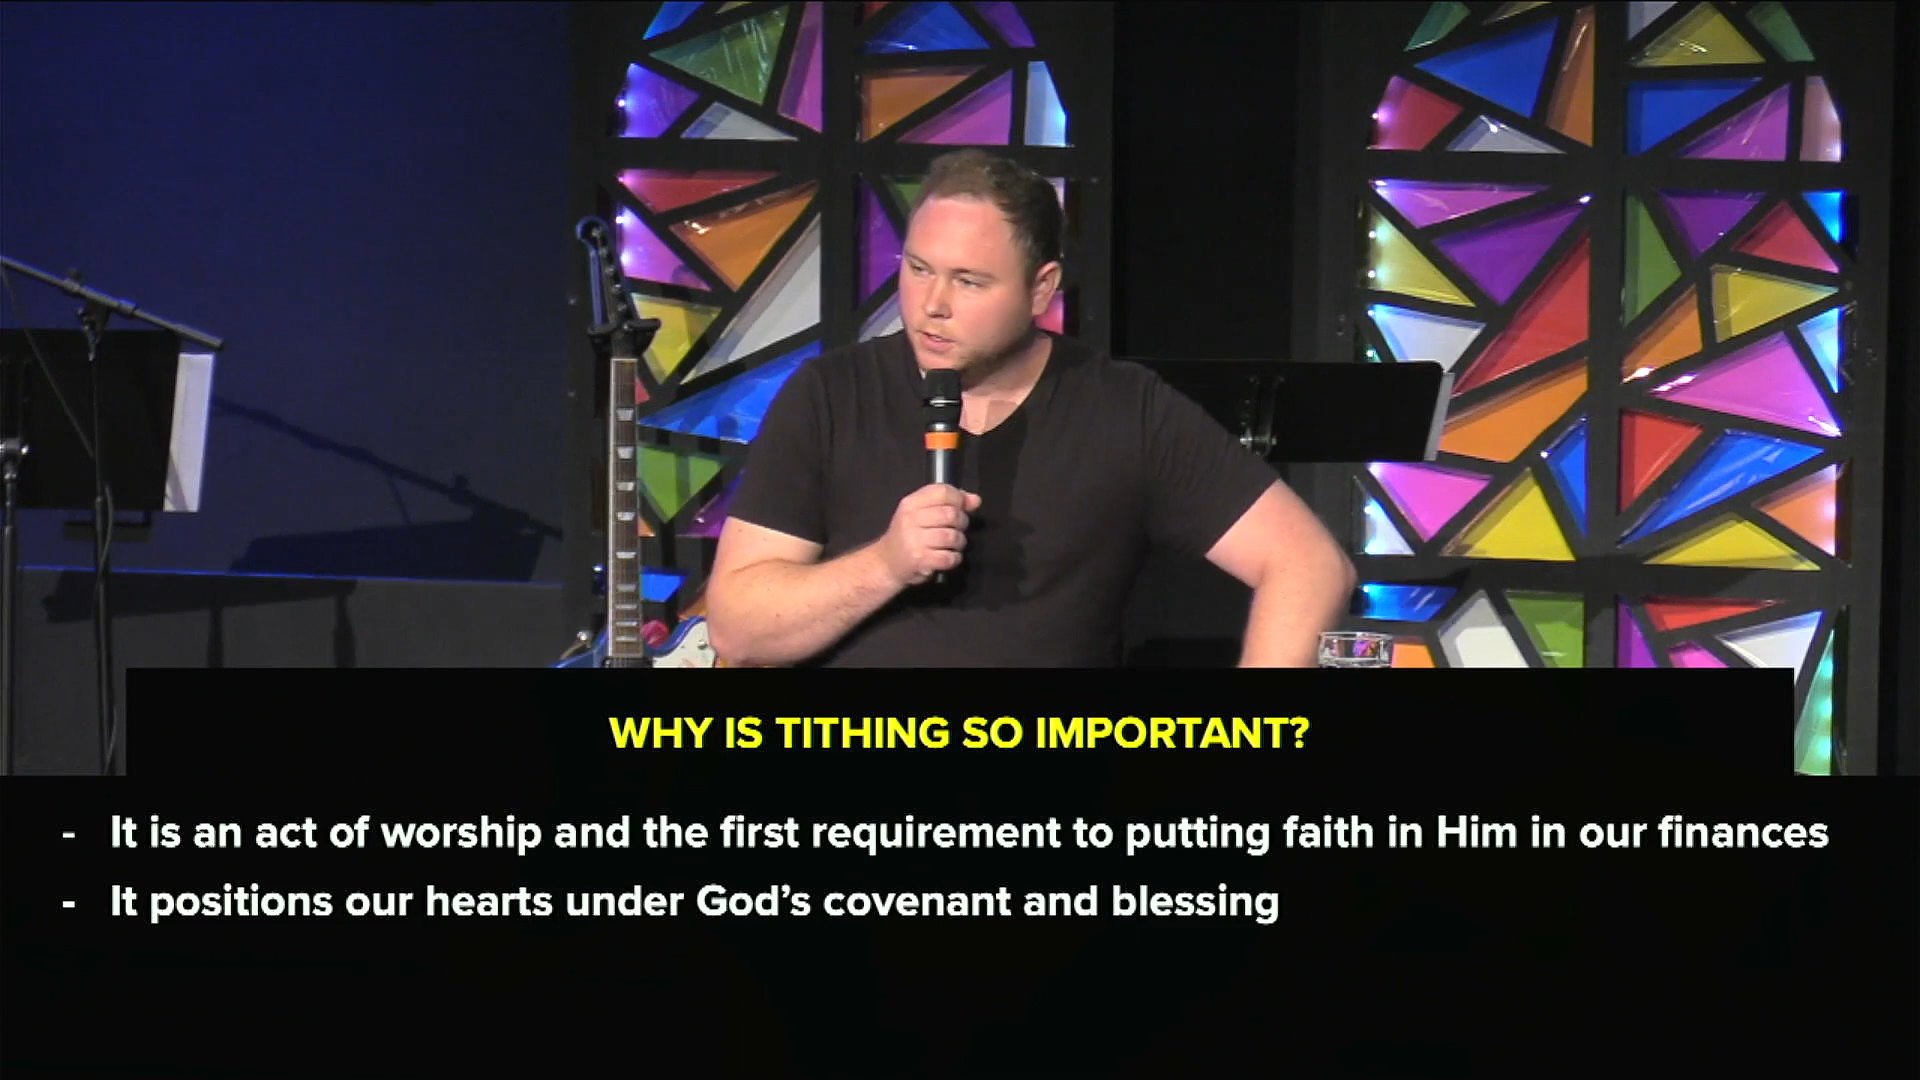 WHY IS TITHING SO IMPORTANT?
- It is an act of worship and the first requirement to putting faith in Him in our finances
- It positions our hearts under God’s covenant and blessing